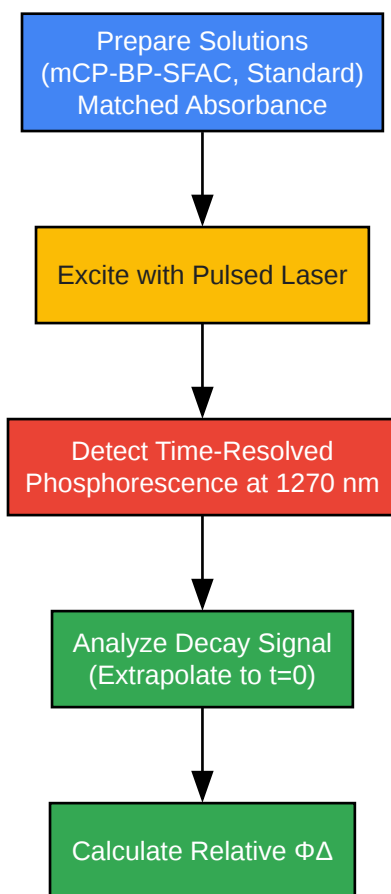 Prepare Solutions
(mCP-BP-SFAC, Standard)
Matched Absorbance
Excite with Pulsed Laser
Detect Time-Resolved
Phosphorescence at 1270 nm
Analyze Decay Signal
(Extrapolate to t=0)
Calculate Relative ΦΔ